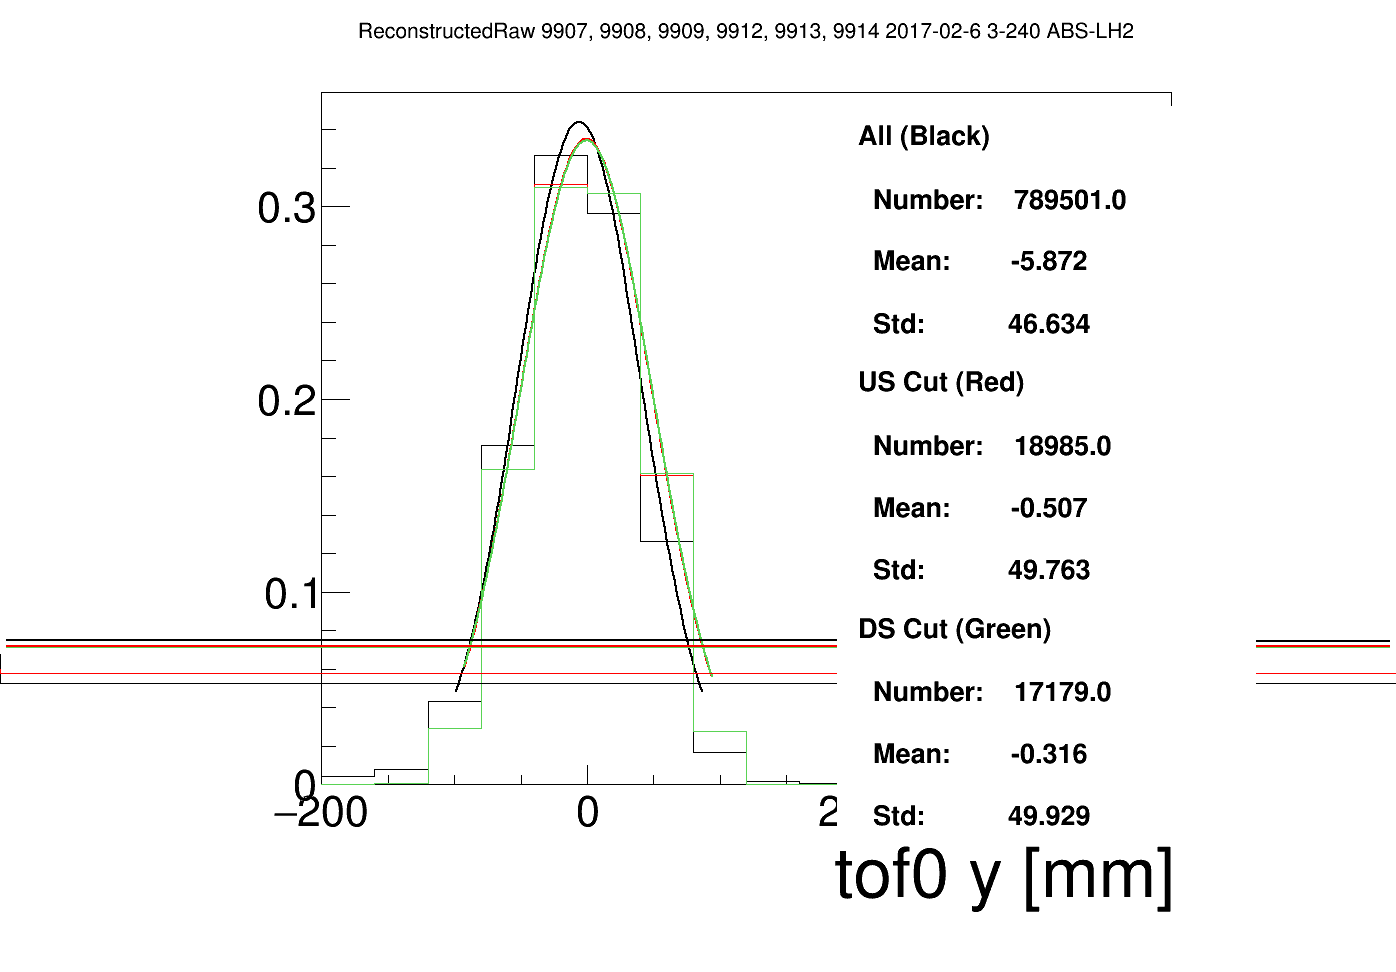 ReconstructedRaw 9907, 9908, 9909, 9912, 9913, 9914 2017-02-6 3-240 ABS-LH2
All (Black)
Number: 789501.0
Mean: -5.872
Std: 46.634
US Cut (Red)
Number: 18985.0
Mean: -0.507
Std: 49.763
DS Cut (Green)
Number: 17179.0
Mean: -0.316
Std: 49.929
0.3
0.2
0.1
0
−200 0 2
tof0 y [mm]